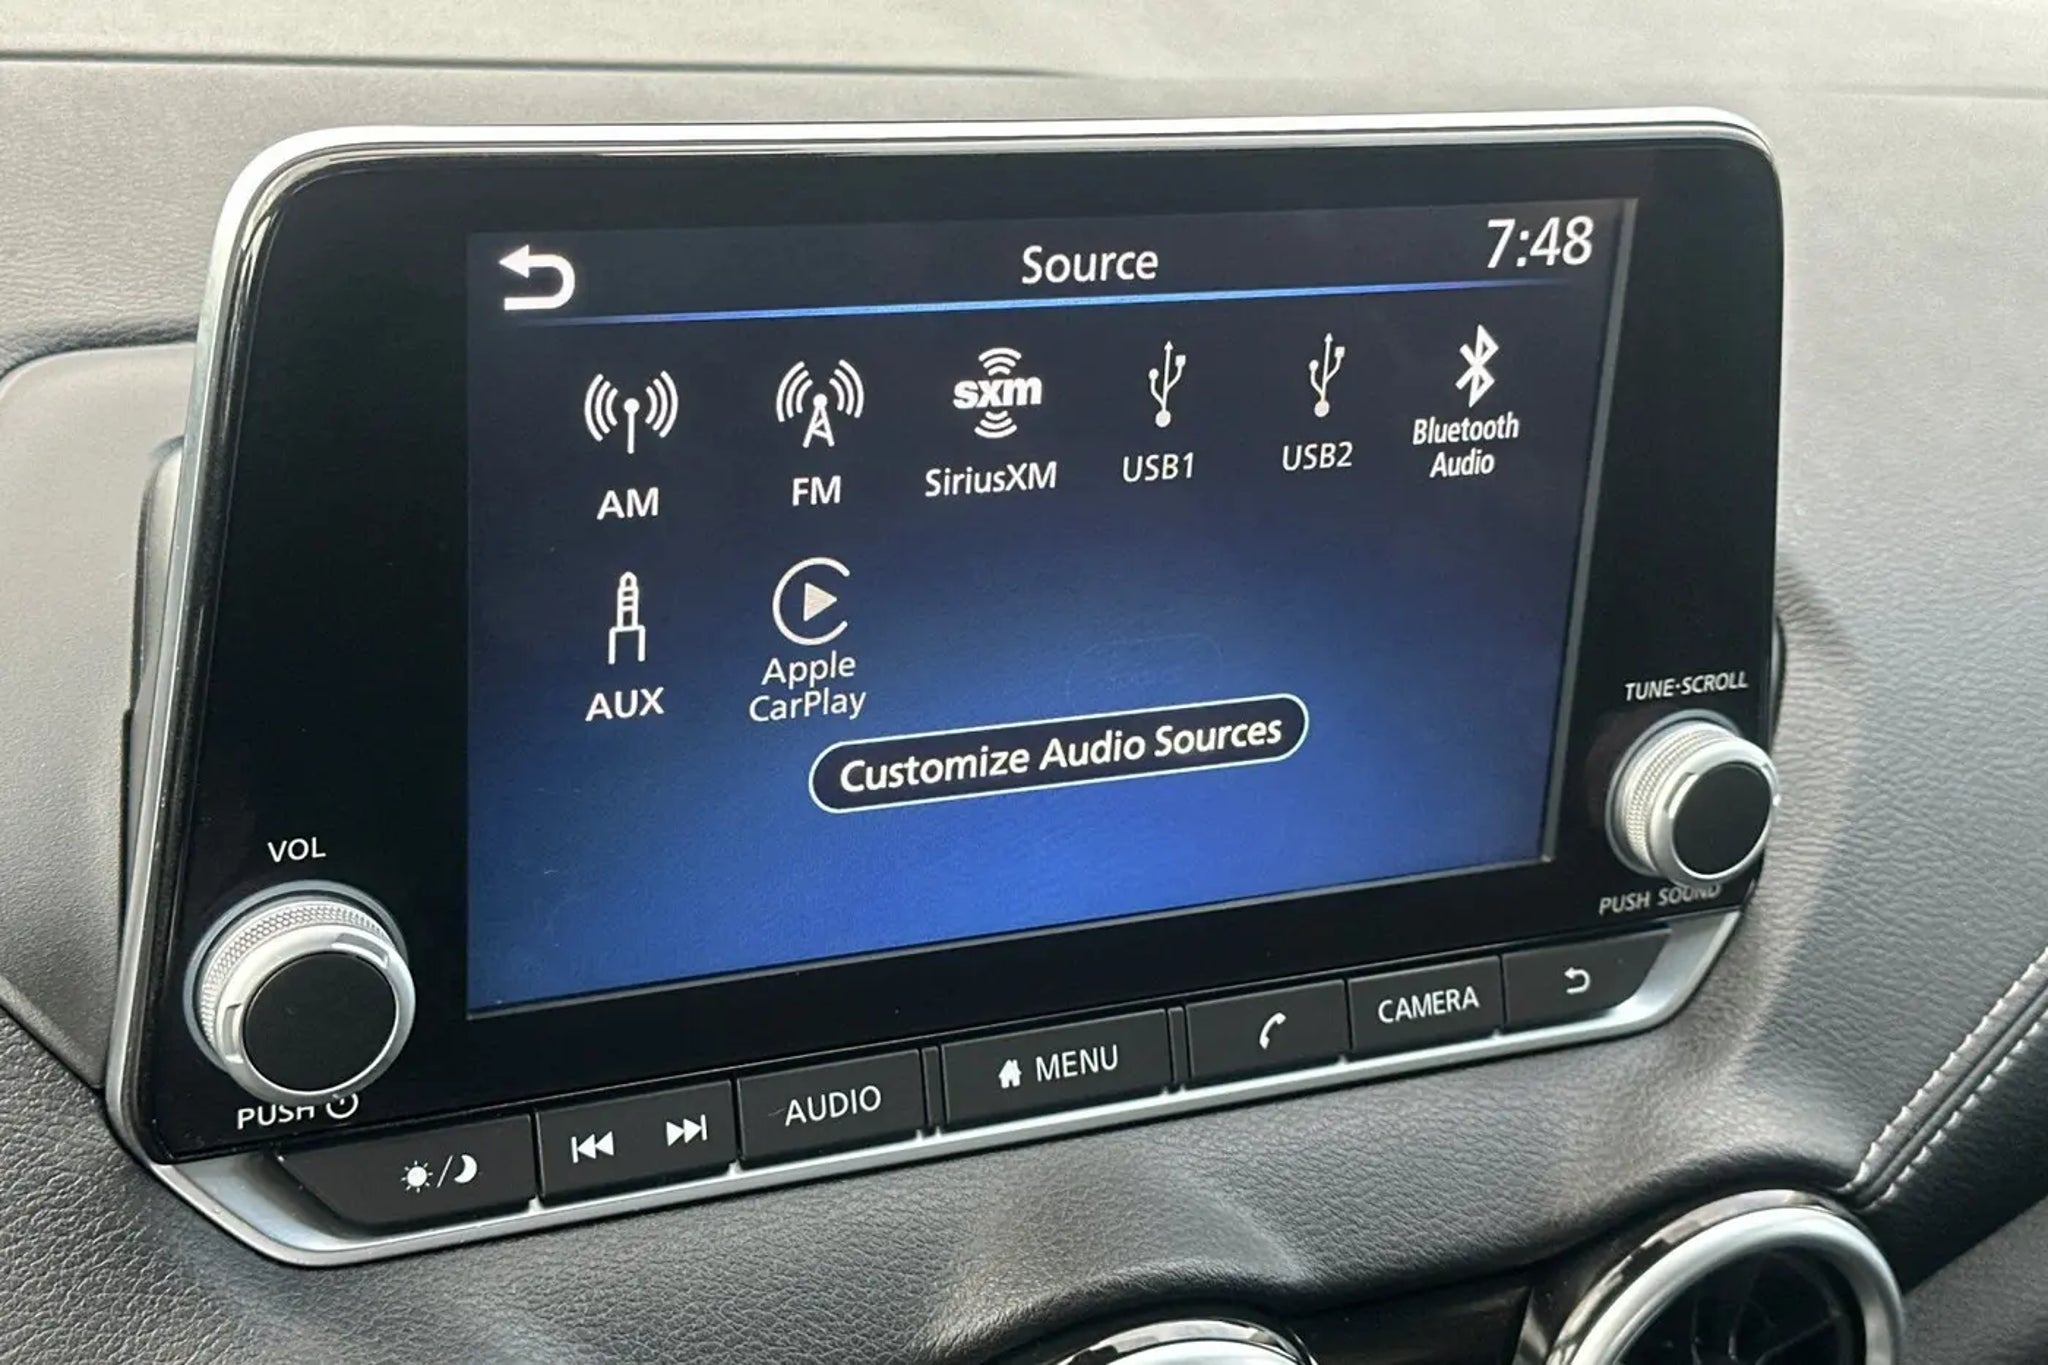 Source
7:48
sxm
AM
FM
SiriusXM
USB1
USB2
Bluetooth
Audio
AUX
Apple
CarPlay
Customize Audio Sources
TUNE·SCROLL
PUSH SOUND
VOL
PUSH
AUDIO
MENU
CAMERA